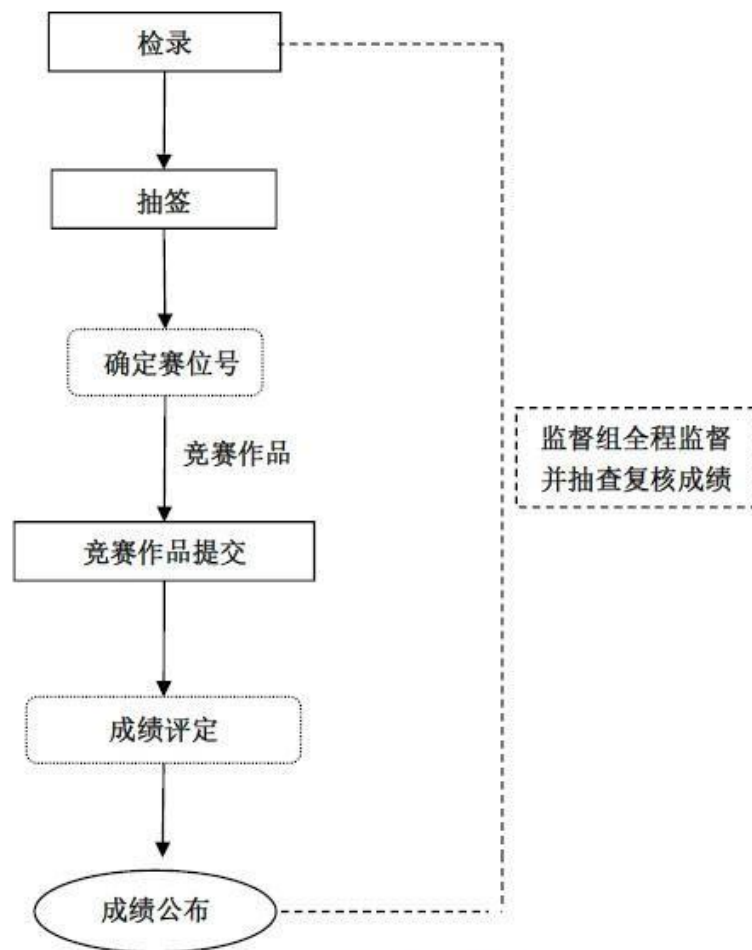 检录
抽签
确定赛位号
竞赛作品
竞赛作品提交
成绩评定
成绩公布
监督组全程监督
并抽查复核成绩